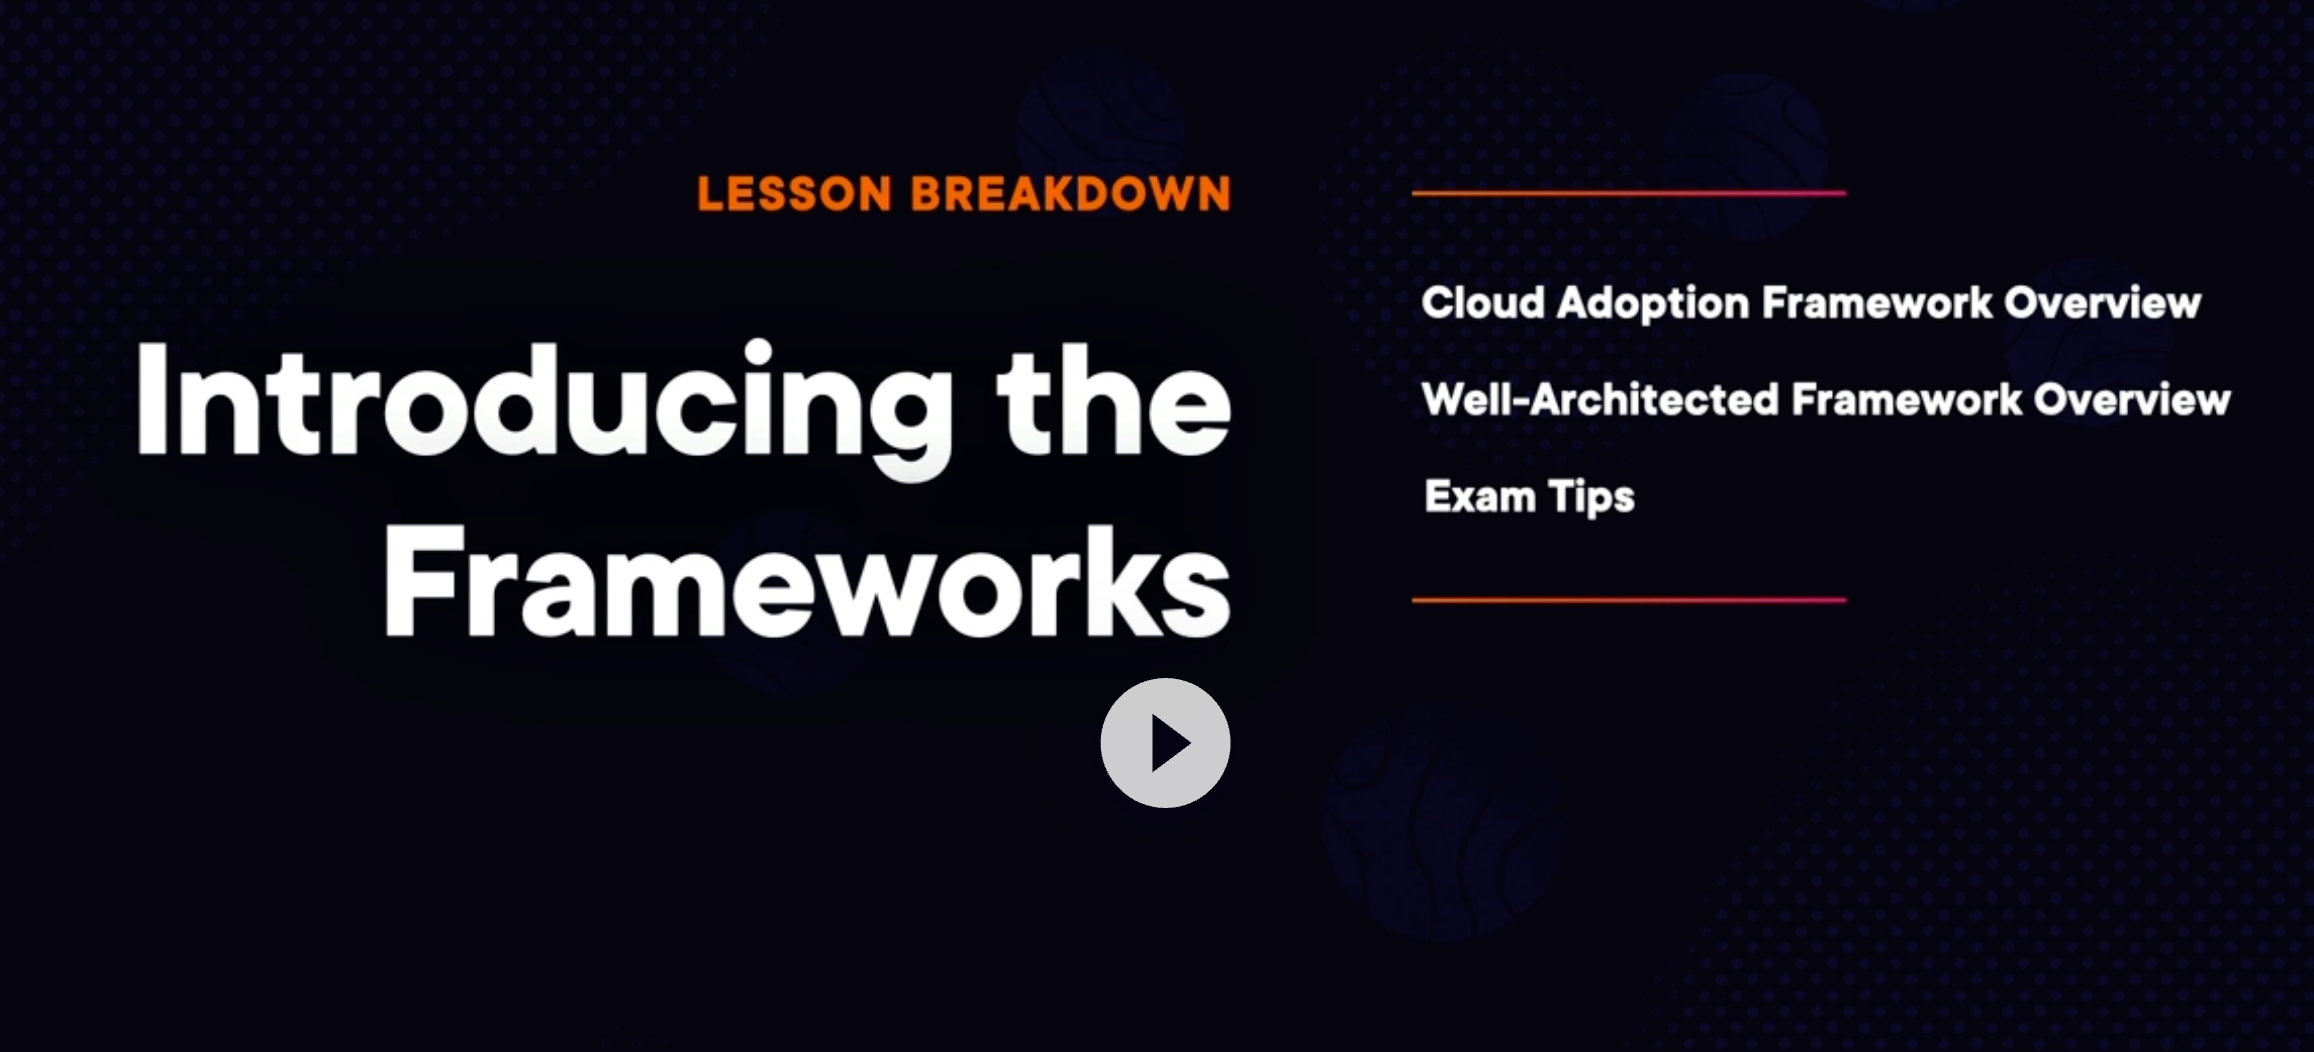 LESSON BREAKDOWN
Introducing the
Frameworks
Cloud Adoption Framework Overview
Well-Architected Framework Overview
Exam Tips